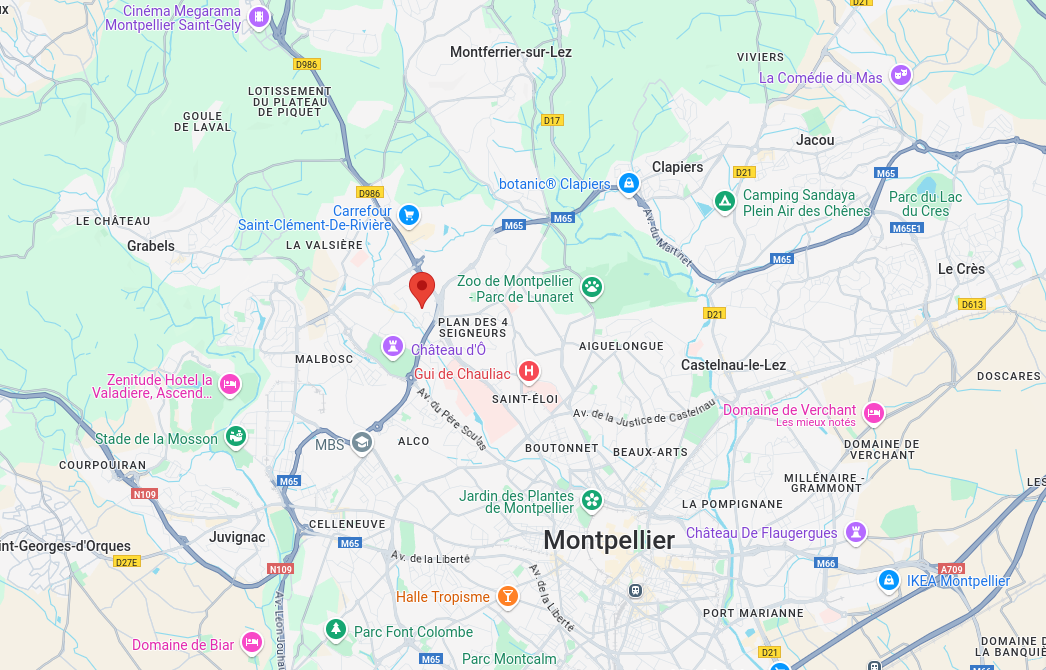 Cinéma Megarama
Montpellier Saint-Gely
D21
D986
Montferrier-sur-Lez
VIVIERS
La Comédie du Mas
LOTISSEMENT
DU PLATEAU
DE PIQUET
GOULE
DE LAVAL
D17
Jacou
Clapiers
D21
M65
botanic® Clapiers
D986
Camping Sandaya
Plein Air des Chênes
Parc du Lac
du Cres
Carrefour
Saint-Clément-De-Rivière
M65
M65
M65E1
LE CHÂTEAU
Grabels
LA VALSIÈRE
Av. du Martinet
M65
Le Crès
Zoo de Montpellier
- Parc de Lunaret
D613
D21
PLAN DES 4
SEIGNEURS
Château d'Ô
AIGUELONGUE
MALBOSC
Castelnau-le-Lez
Gui de Chauliac
DOSCARES
Zenitude Hotel la
Valadiere, Ascend...
SAINT-ÉLOI
Av. du Père Soulas
Av. de la Justice de Castelnau
Domaine de Verchant
Les mieux notés
Stade de la Mosson
MBS
ALCO
BOUTONNET
BEAUX-ARTS
DOMAINE DE
VERCHANT
COURPOUIRAN
M65
N109
MILLÉNAIRE -
GRAMMONT
LES
Jardin des Plantes
de Montpellier
LA POMPIGNANE
CELLENEUVE
Juvignac
M65
Montpellier
Château De Flaugergues
nt-Georges-d'Orques
D27E
N109
Av. de la Liberté
M66
A709
IKEA Montpellier
Halle Tropisme
Av. de la Liberté
PORT MARIANNE
Parc Font Colombe
Domaine de Biar
M65
Parc Montcalm
D21
DOMAINE D
LA BANQUIÈ
M66